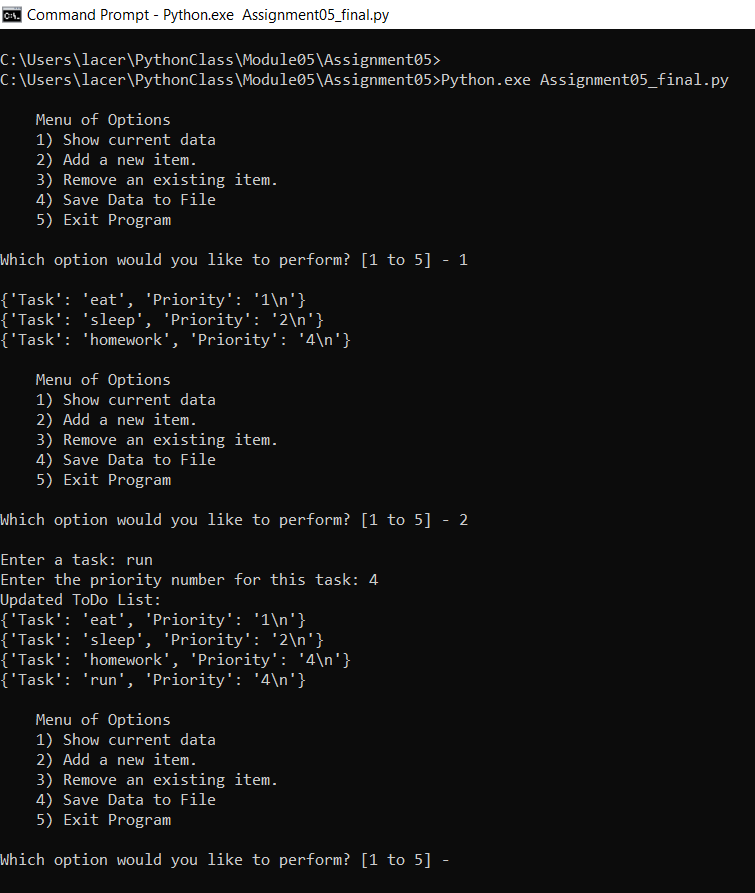 Command Prompt - Python.exe  Assignment05_final.py
C:\Users\lacer\PythonClass\Module05\Assignment05>
C:\Users\lacer\PythonClass\Module05\Assignment05>Python.exe Assignment05_final.py
    Menu of Options
    1) Show current data
    2) Add a new item.
    3) Remove an existing item.
    4) Save Data to File
    5) Exit Program
Which option would you like to perform? [1 to 5] - 1
{'Task': 'eat', 'Priority': '1\n'}
{'Task': 'sleep', 'Priority': '2\n'}
{'Task': 'homework', 'Priority': '4\n'}
    Menu of Options
    1) Show current data
    2) Add a new item.
    3) Remove an existing item.
    4) Save Data to File
    5) Exit Program
Which option would you like to perform? [1 to 5] - 2
Enter a task: run
Enter the priority number for this task: 4
Updated ToDo List:
{'Task': 'eat', 'Priority': '1\n'}
{'Task': 'sleep', 'Priority': '2\n'}
{'Task': 'homework', 'Priority': '4\n'}
{'Task': 'run', 'Priority': '4\n'}
    Menu of Options
    1) Show current data
    2) Add a new item.
    3) Remove an existing item.
    4) Save Data to File
    5) Exit Program
Which option would you like to perform? [1 to 5] -